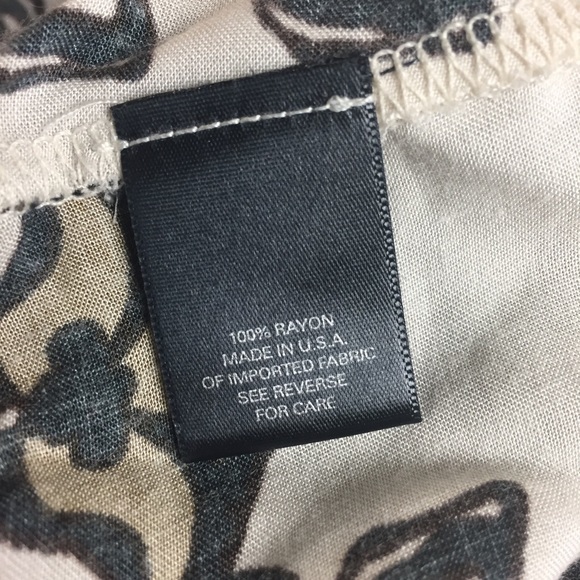 100% RAYON
MADE IN U.S.A.
OF IMPORTED FABRIC
SEE REVERSE
FOR CARE